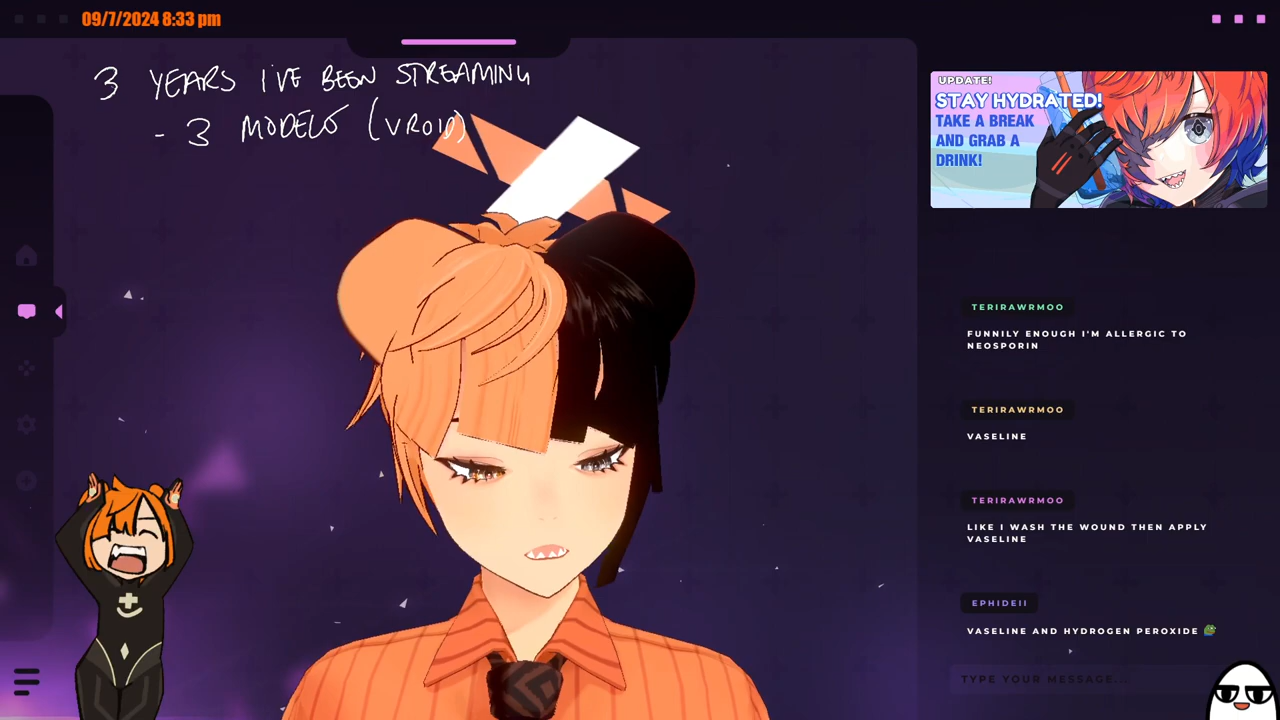 09/7/2024 8:33 pm
3 YEARS I'VE BEEN STREAMING
- 3 MODELS (VROID)
UPDATE!
STAY HYDRATED!
TAKE A BREAK
AND GRAB A
DRINK!
TERIRAWRMOO
FUNNILY ENOUGH I'M ALLERGIC TO
NEOSPORIN
TERIRAWRMOO
VASELINE
TERIRAWRMOO
LIKE I WASH THE WOUND THEN APPLY
VASELINE
EPHIDEII
VASELINE AND HYDROGEN PEROXIDE
TYPE YOUR MESSAGE...